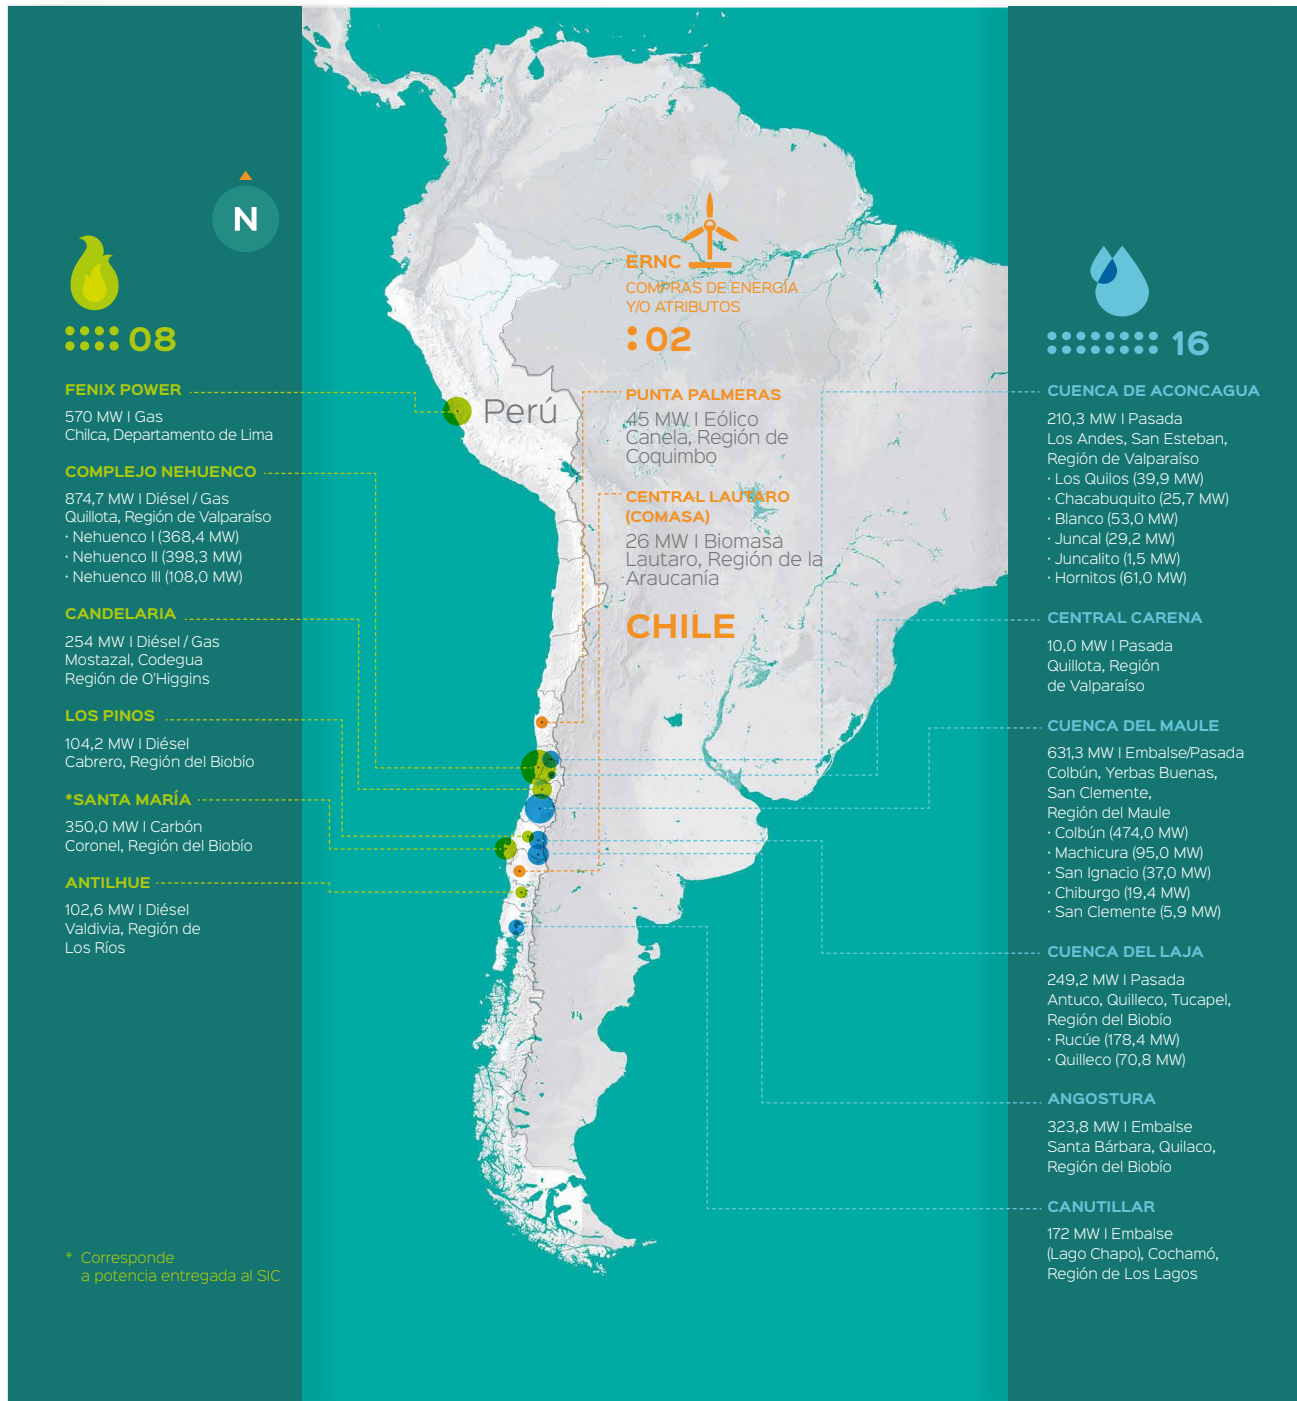 N
08
FENIX POWER
570 MW | Gas
Chilca, Departamento de Lima
COMPLEJO NEHUENCO
874,7 MW | Diésel / Gas
Quillota, Región de Valparaíso
· Nehuenco I (368,4 MW)
· Nehuenco II (398,3 MW)
· Nehuenco III (108,0 MW)
CANDELARIA
254 MW | Diésel / Gas
Mostazal, Codegua
Región de O'Higgins
LOS PINOS
104,2 MW | Diésel
Cabrero, Región del Biobío
*SANTA MARÍA
350,0 MW | Carbón
Coronel, Región del Biobío
ANTILHUE
102,6 MW | Diésel
Valdivia, Región de
Los Ríos
* Corresponde
a potencia entregada al SIC
Perú
ERNC
COMPRAS DE ENERGÍA
Y/O ATRIBUTOS
02
PUNTA PALMERAS
45 MW | Eólico
Canela, Región de
Coquimbo
CENTRAL LAUTARO
(COMASA)
26 MW | Biomasa
Lautaro, Región de la
Araucanía
CHILE
16
CUENCA DE ACONCAGUA
210,3 MW | Pasada
Los Andes, San Esteban,
Región de Valparaíso
· Los Quilos (39,9 MW)
· Chacabuquito (25,7 MW)
· Blanco (53,0 MW)
· Juncal (29,2 MW)
· Juncalito (1,5 MW)
· Hornitos (61,0 MW)
CENTRAL CARENA
10,0 MW | Pasada
Quillota, Región
de Valparaíso
CUENCA DEL MAULE
631,3 MW | Embalse/Pasada
Colbún, Yerbas Buenas,
San Clemente,
Región del Maule
· Colbún (474,0 MW)
· Machicura (95,0 MW)
· San Ignacio (37,0 MW)
· Chiburgo (19,4 MW)
· San Clemente (5,9 MW)
CUENCA DEL LAJA
249,2 MW | Pasada
Antuco, Quilleco, Tucapel,
Región del Biobío
· Rucúe (178,4 MW)
· Quilleco (70,8 MW)
ANGOSTURA
323,8 MW | Embalse
Santa Bárbara, Quilaco,
Región del Biobío
CANUTILLAR
172 MW | Embalse
(Lago Chapo), Cochamó,
Región de Los Lagos